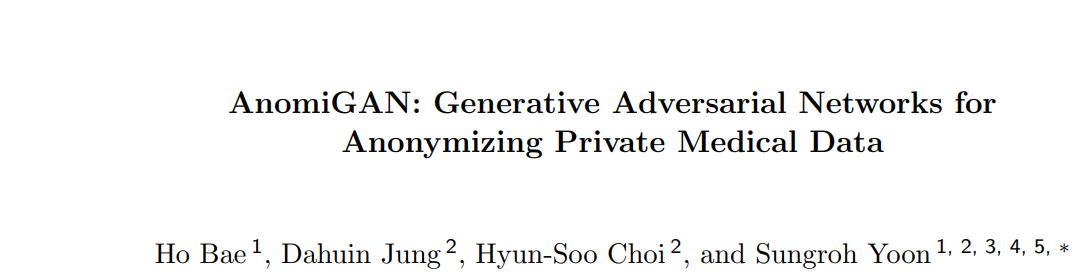 AnomiGAN: Generative Adversarial Networks for
Anonymizing Private Medical Data
Ho Bae 1, Dahuin Jung 2, Hyun-Soo Choi 2, and Sungroh Yoon 1, 2, 3, 4, 5, *